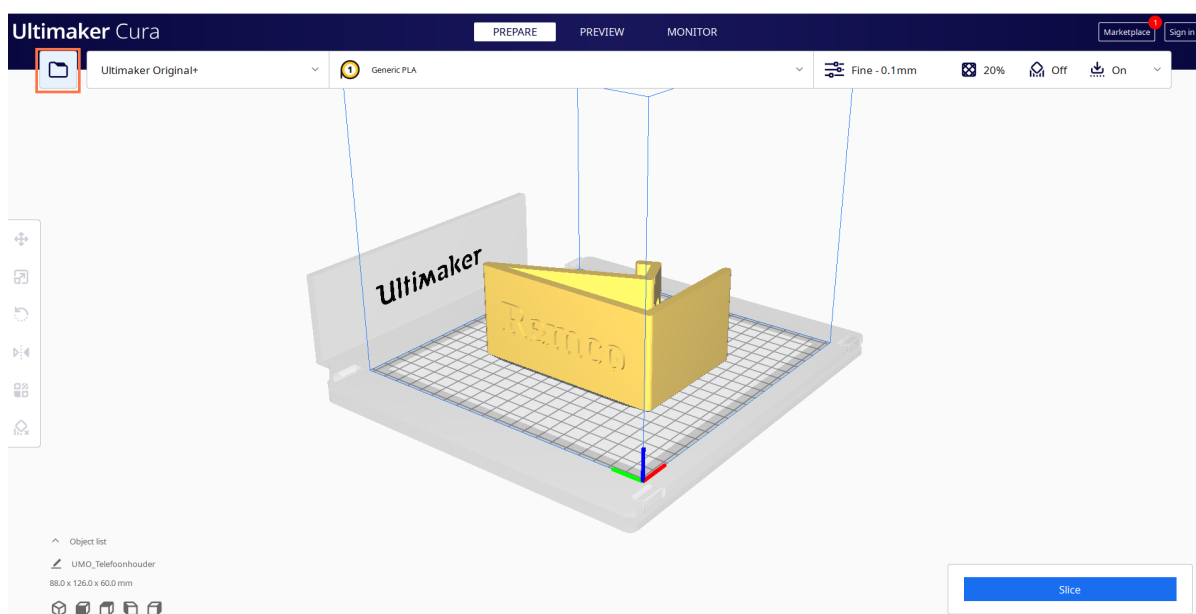 Ultimaker Cura
PREPARE PREVIEW MONITOR
Marketplace 1 Sign in
Ultimaker Original+ 1 Generic PLA Fine - 0.1mm 20% Off On
Ultimaker
Remco
Object list
UMO_Telefoonhouder
88.0 x 126.0 x 60.0 mm
Slice